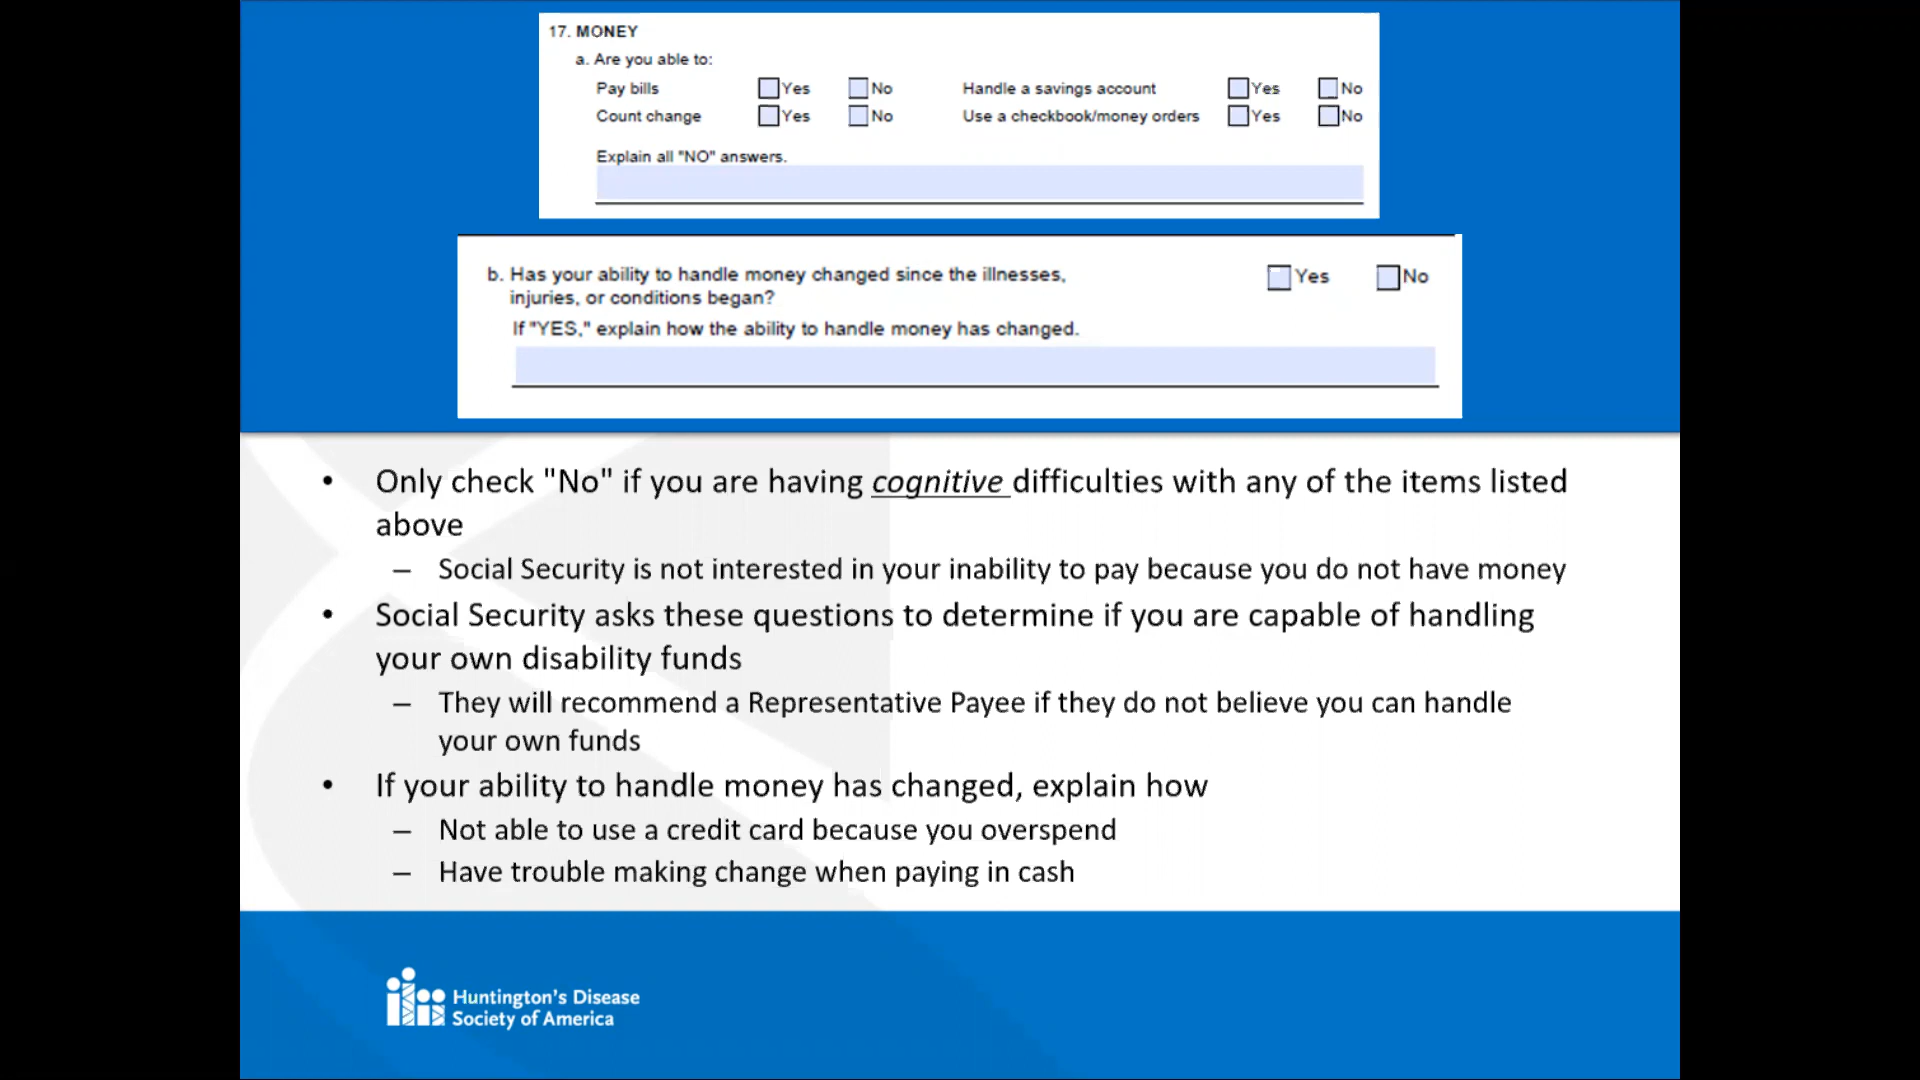 17. MONEY
a. Are you able to:
Pay bills Yes No Handle a savings account Yes No
Count change Yes No Use a checkbook/money orders Yes No
Explain all "NO" answers.
b. Has your ability to handle money changed since the illnesses, Yes No
injuries, or conditions began?
If "YES," explain how the ability to handle money has changed.
• Only check "No" if you are having cognitive difficulties with any of the items listed
above
– Social Security is not interested in your inability to pay because you do not have money
• Social Security asks these questions to determine if you are capable of handling
your own disability funds
– They will recommend a Representative Payee if they do not believe you can handle
your own funds
• If your ability to handle money has changed, explain how
– Not able to use a credit card because you overspend
– Have trouble making change when paying in cash
Huntington's Disease
Society of America